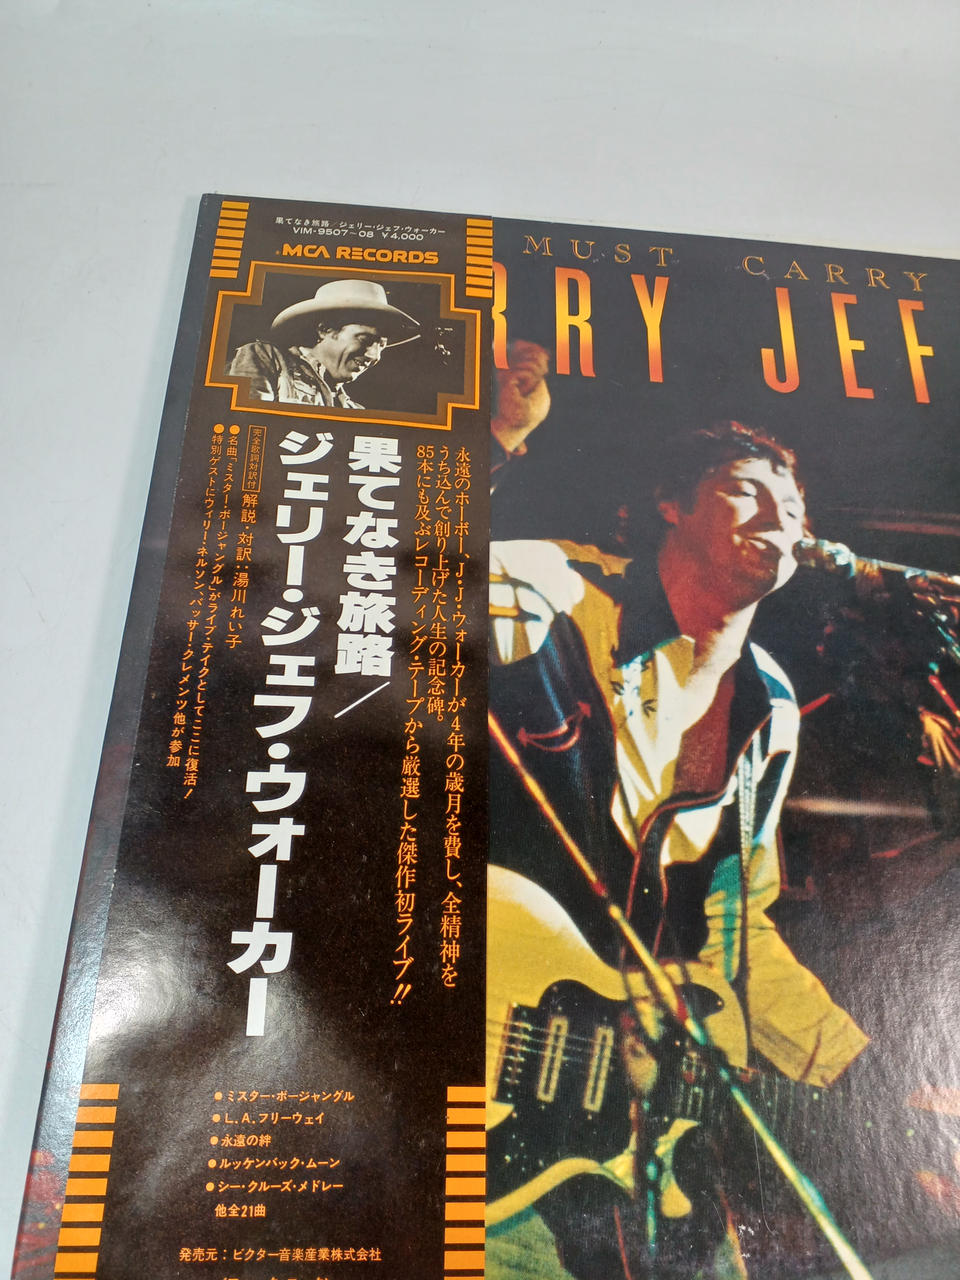 果てなき旅路/ジェリー・ジェフ・ウォーカー
VIM-9507〜08 ¥4,000
MCA RECORDS
MUST CARRY
RRY JEF
永遠のホーボー、J・J・ウォーカーが4年の歳月を費し、全精神を
うち込んで創り上げた人生の記念碑。
85本にも及ぶレコーディング・テープから厳選した傑作初ライブ!!
果てなき旅路/
ジェリー・ジェフ・ウォーカー
完全歌詞対訳付
解説・対訳:湯川れい子
●名曲「ミスター・ボージャングル」がライブ・テイクとしてここに復活!
●特別ゲストにウィリー・ネルソン、バッサー・クレメンツ他が参加
●ミスター・ボージャングル
●L.A.フリーウェイ
●永遠の絆
●ルッケンバック・ムーン
●シー・クルーズ・メドレー
他全21曲
発売元:ビクター音楽産業株式会社